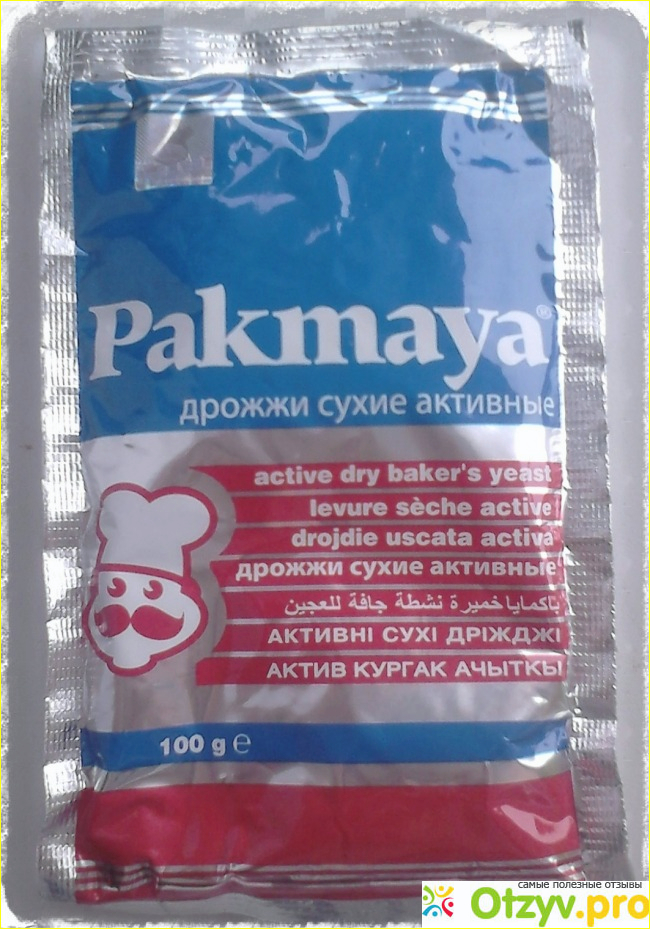 Pakmaya®
дрожжи сухие активные
active dry baker's yeast
levure sèche active
drojdie uscata activa
дрожжи сухие активные
باكمايا خميرة نشطة جافة للعجين
АКТИВНІ СУХІ ДРІЖДЖІ
АКТИВ КУРГАК АЧЫТКЫ
100 g e
самые полезные отзывы
Otzyv.pro